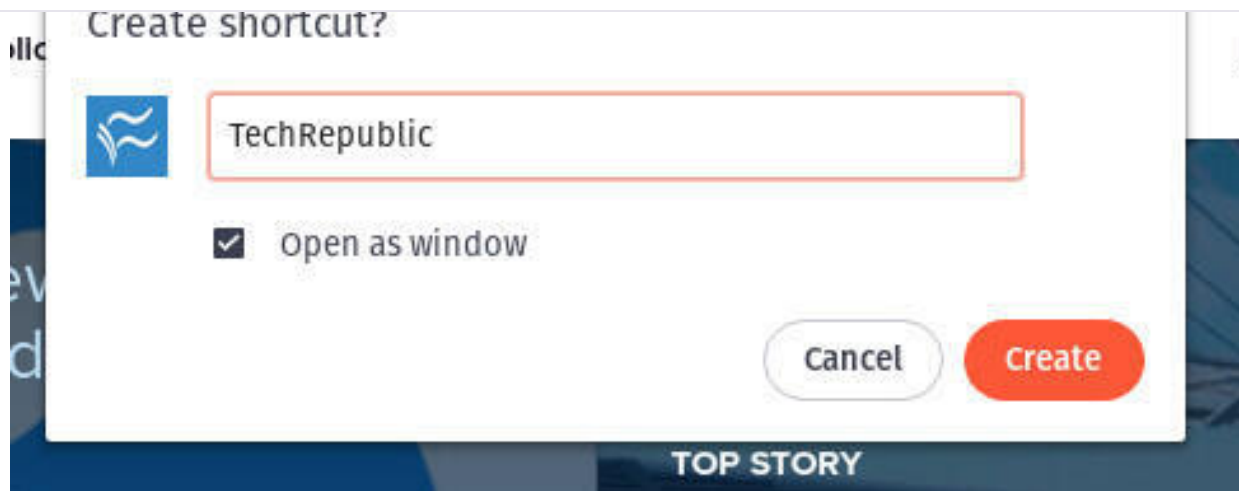 Create shortcut?
TechRepublic
Open as window
Cancel Create
TOP STORY